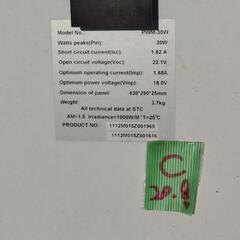 Model No. PWM-30W
Watts peaks(Pm): 30W
Short circuit current(Isc): 1.82 A
Open circuit voltage(Voc): 22.1V
Optimum operating current(Imp): 1.68A
Optimum power voltage(Vmp): 18.0V
Dimension of panel: 430*290*25mm
Weight: 3.7kg
All technical data at STC
AM=1.5 Irradiance=1000W/M ²T=25℃
PRODUCT NO: 1112M015Z001965
1112M015Z001616
C